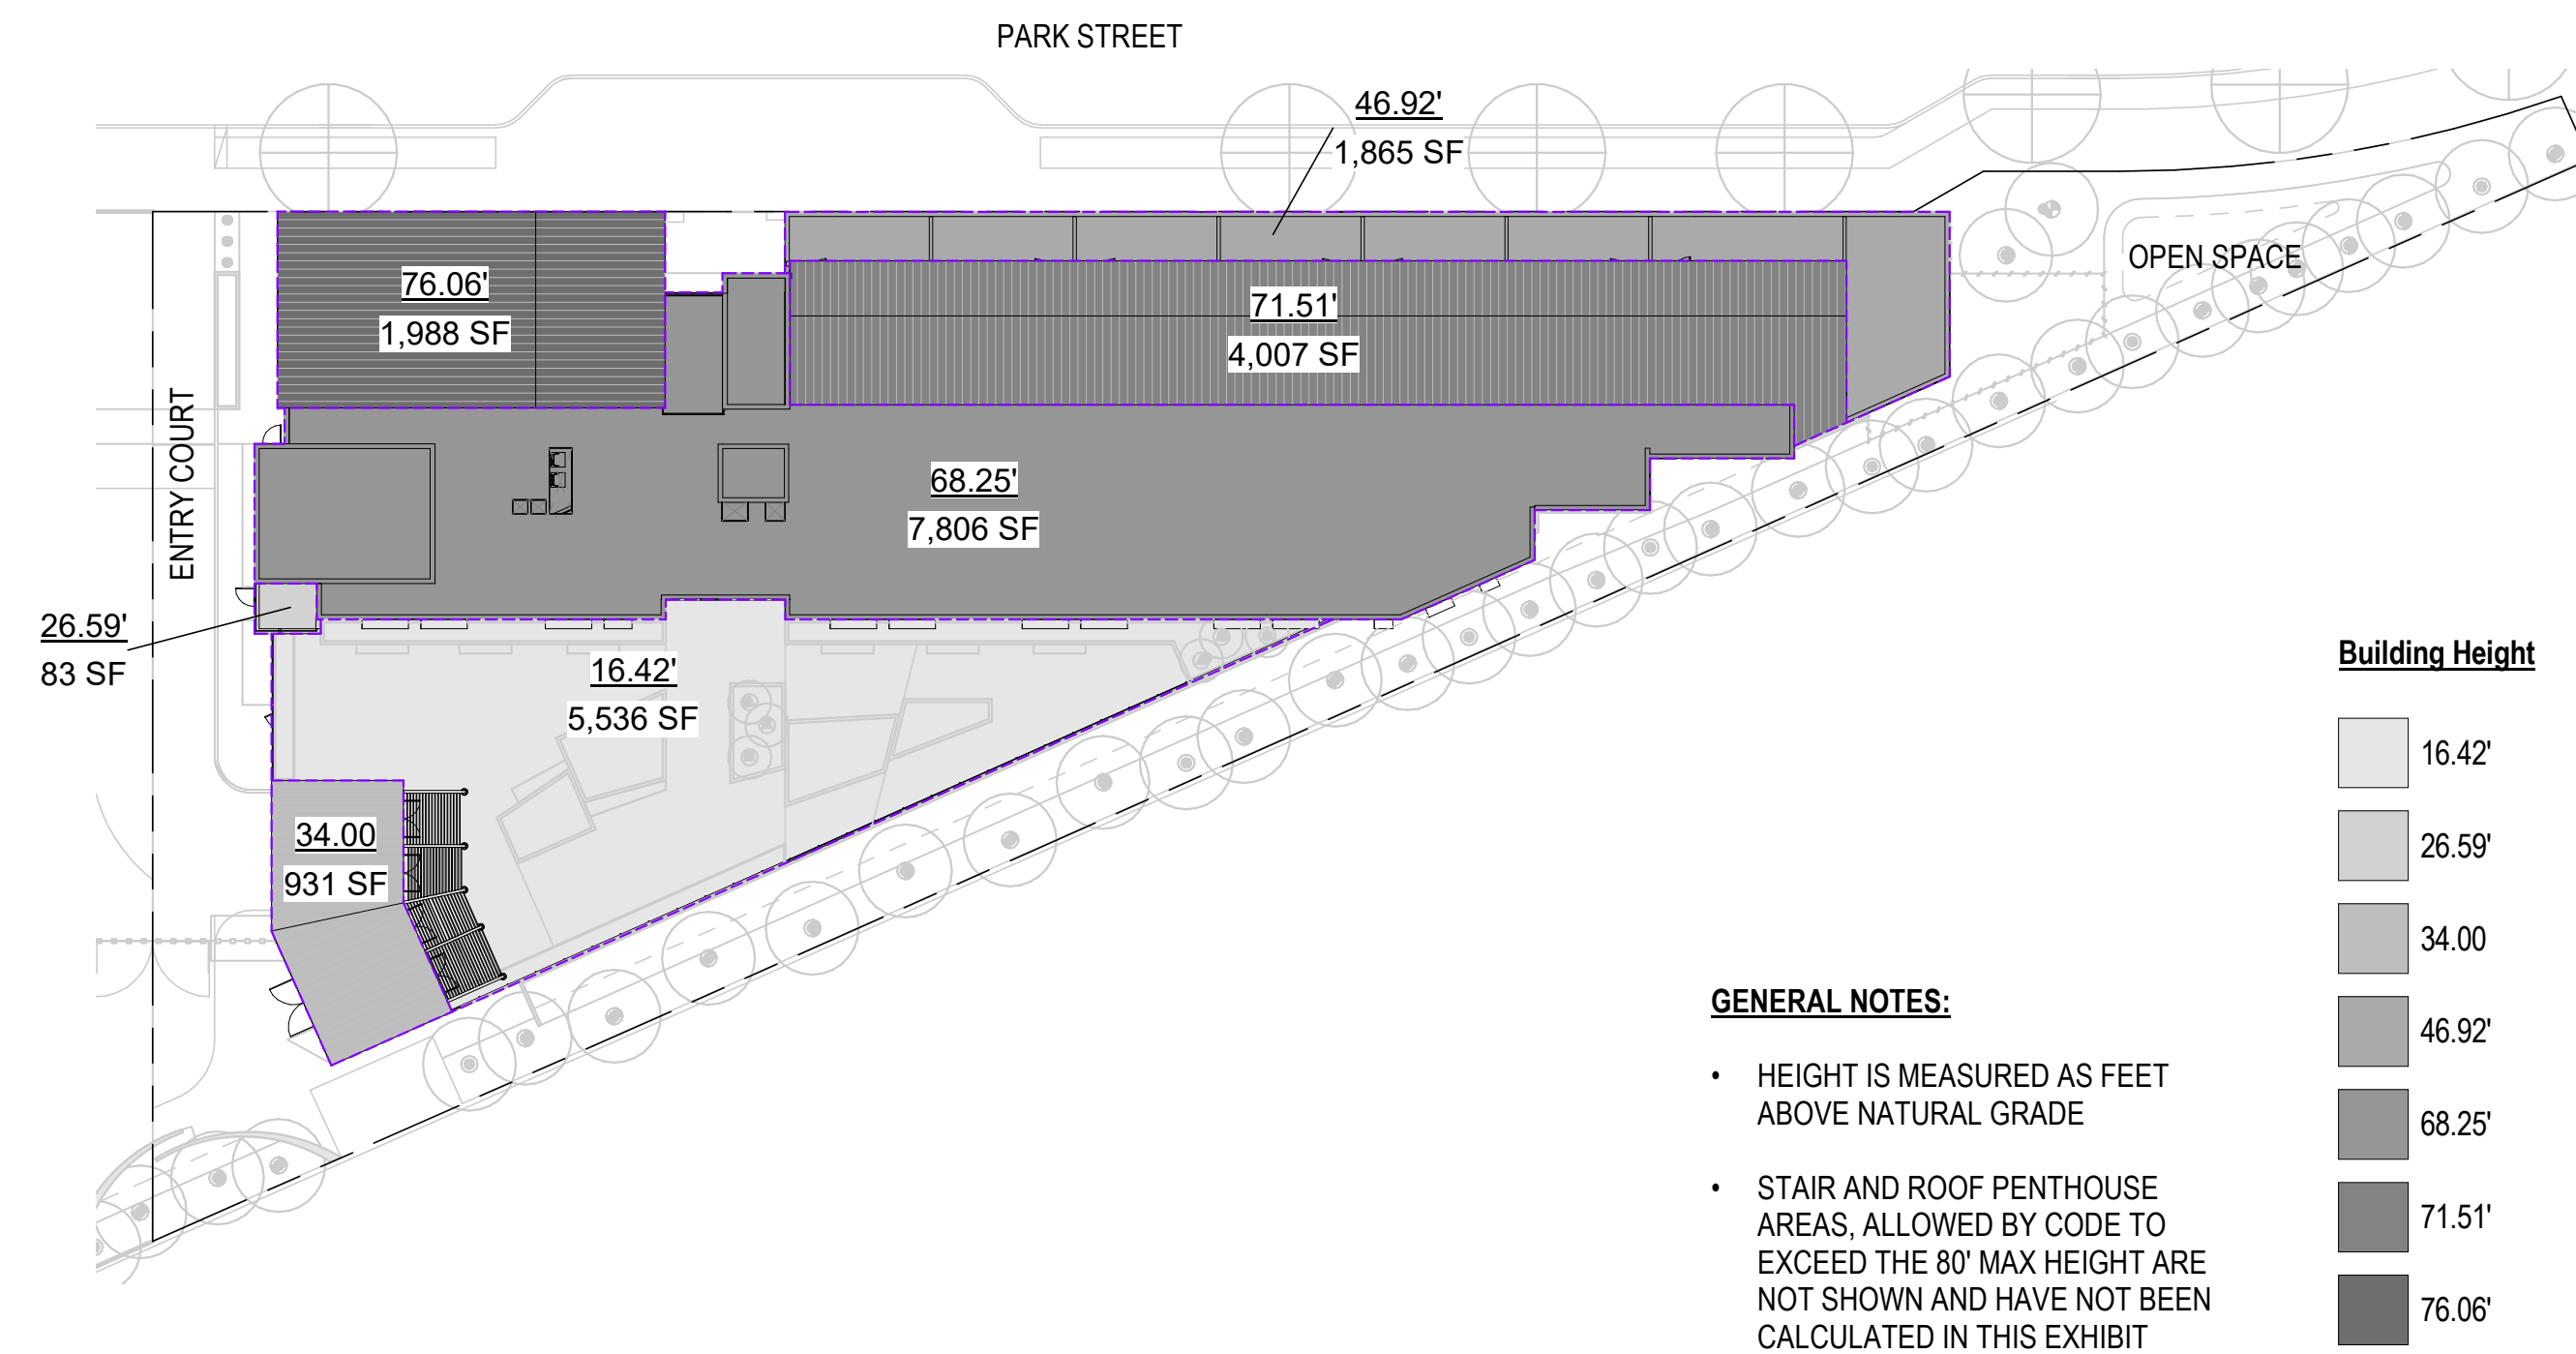 PARK STREET
46.92'
1,865 SF
76.06'
1,988 SF
71.51'
4,007 SF
OPEN SPACE
ENTRY COURT
68.25'
7,806 SF
26.59'
83 SF
16.42'
5,536 SF
34.00
931 SF
Building Height
16.42'
26.59'
34.00
46.92'
68.25'
71.51'
76.06'
GENERAL NOTES:
• HEIGHT IS MEASURED AS FEET
ABOVE NATURAL GRADE
• STAIR AND ROOF PENTHOUSE
AREAS, ALLOWED BY CODE TO
EXCEED THE 80' MAX HEIGHT ARE
NOT SHOWN AND HAVE NOT BEEN
CALCULATED IN THIS EXHIBIT